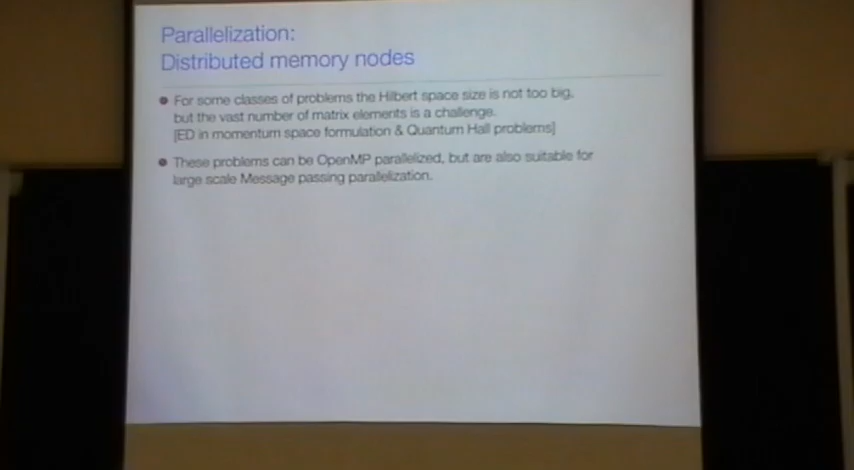 Parallelization:
Distributed memory nodes
For some classes of problems the Hilbert space size is not too big,
but the vast number of matrix elements is a challenge.
[ED in momentum space formulation & Quantum Hall problems]
These problems can be OpenMP parallelized, but are also suitable for
large scale Message passing parallelization.